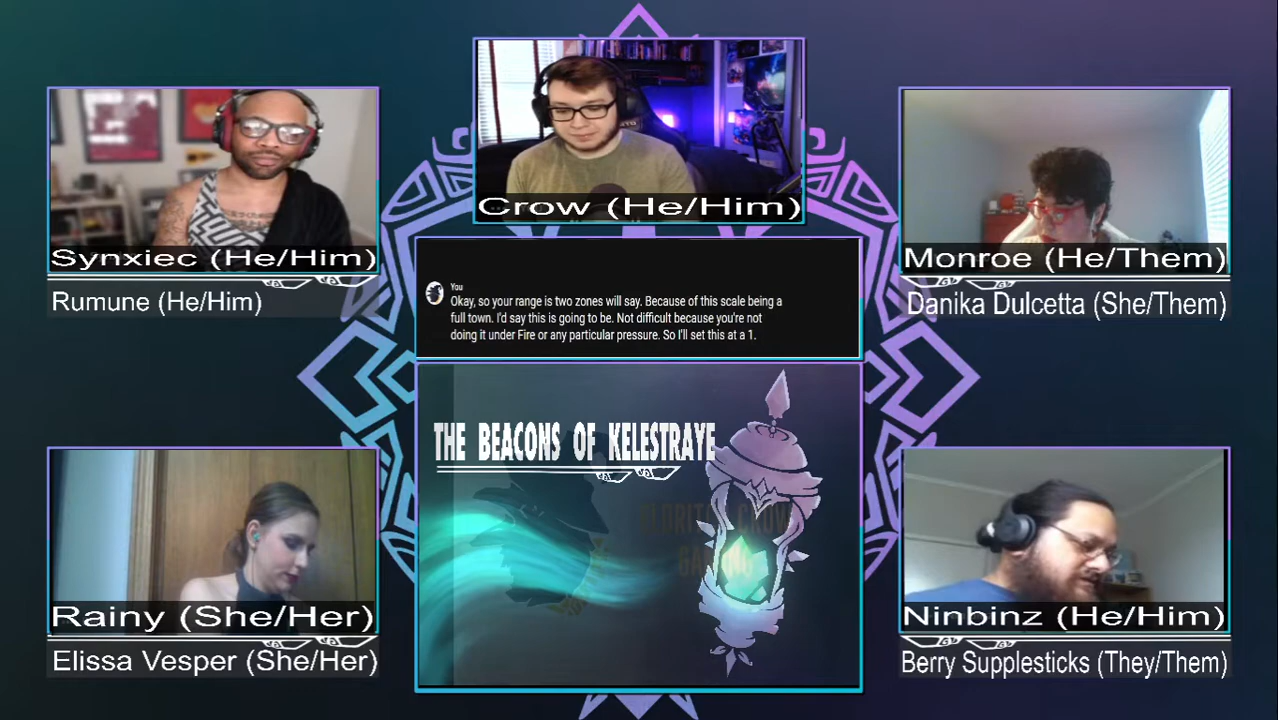 Crow (He/Him)
Synxiec (He/Him)
Rumune (He/Him)
Monroe (He/Them)
Danika Dulcetta (She/Them)
You
Okay, so your range is two zones will say. Because of this scale being a
full town. I'd say this is going to be. Not difficult because you're not
doing it under Fire or any particular pressure. So I'll set this at a 1.
THE BEACONS OF KELESTRAYE
ELDRITCH CROW
GAMING
Rainy (She/Her)
Elissa Vesper (She/Her)
Ninbinz (He/Him)
Berry Supplesticks (They/Them)